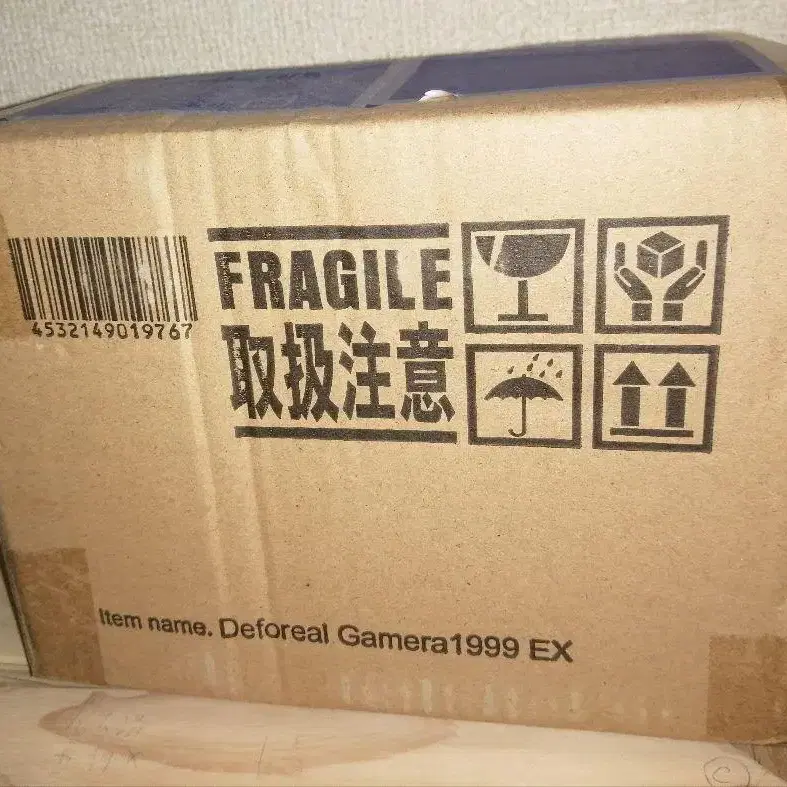 4532149019767
FRAGILE
取扱注意
Item name. Deforeal Gamera1999 EX